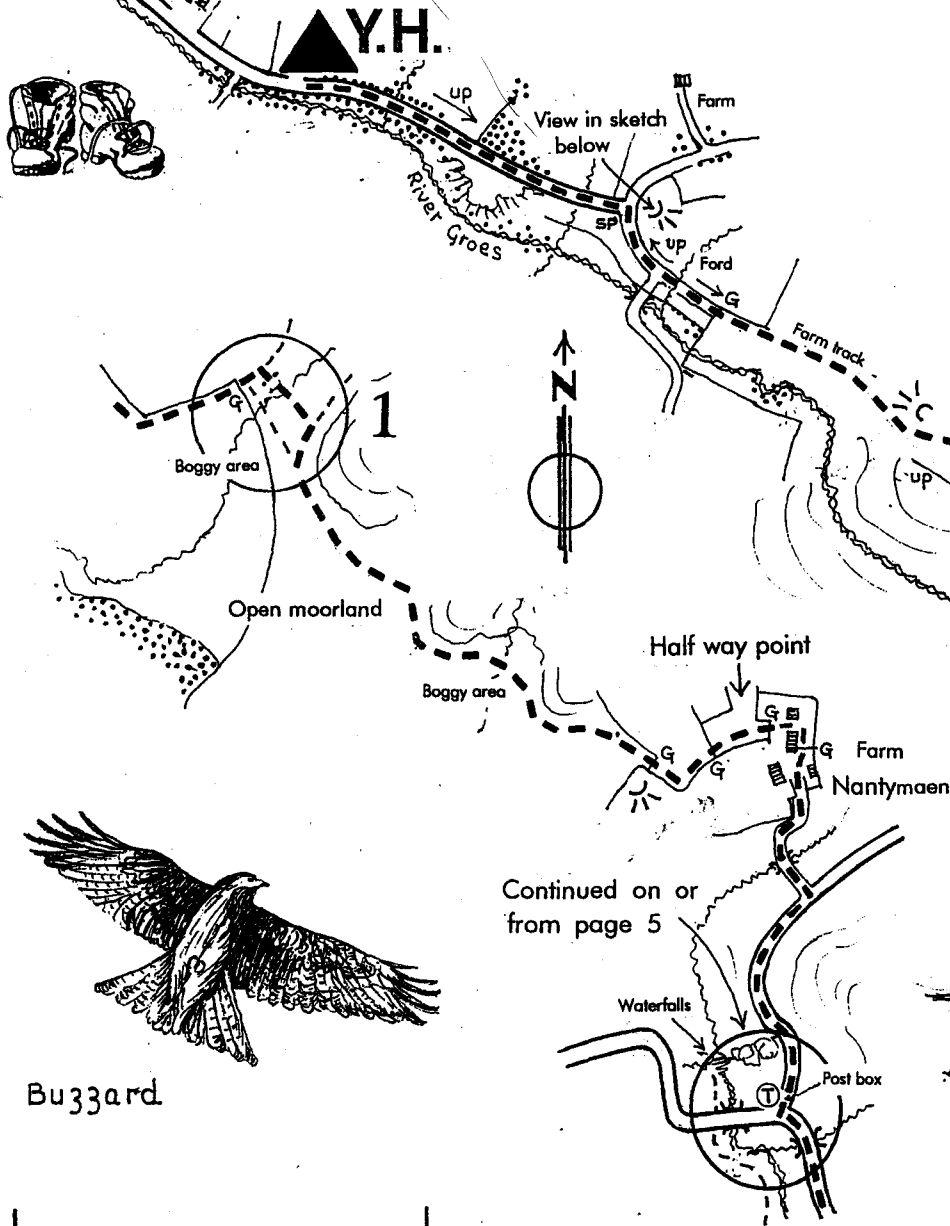 Y.H.
up
View in sketch
below
Farm
River
Groes
SP
up
Ford
G
Farm track
up
N
G
1
Boggy area
Open moorland
Boggy area
Half way point
G
G
G
G
Farm
Nantymaen
Continued on or
from page 5
Waterfalls
T
Post box
Buzzard